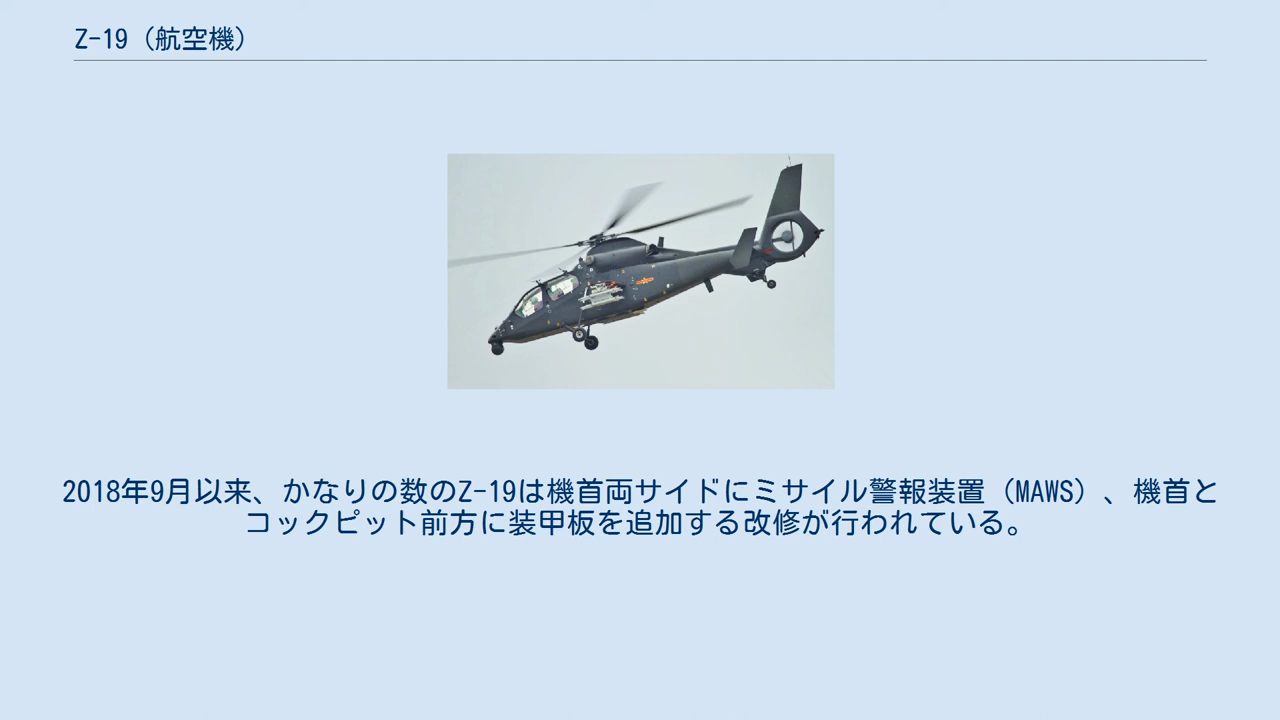 Z-19（航空機）
2018年9月以来、かなりの数のZ-19は機首両サイドにミサイル警報装置（MAWS）、機首と
コックピット前方に装甲板を追加する改修が行われている。